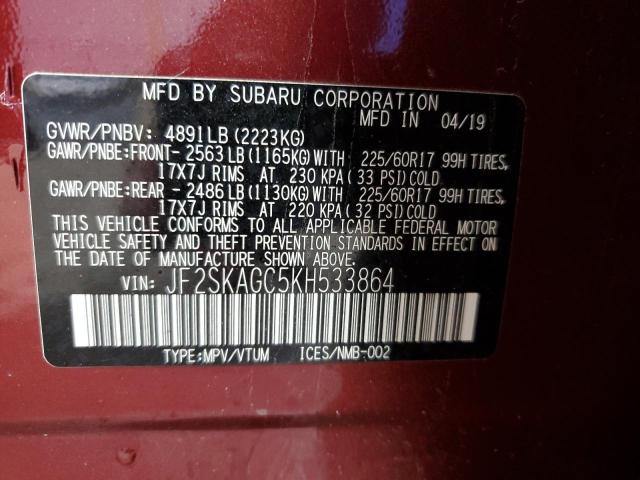 MFD BY SUBARU CORPORATION
GVWR/PNBV: 4891LB (2223KG) MFD IN 04/19
GAWR/PNBE:FRONT-2563LB(1165KG)WITH 225/60R17 99H TIRES,
17X7J RIMS AT 230 KPA(33 PSI)COLD
GAWR/PNBE:REAR -2486LB(1130KG)WITH 225/60R17 99H TIRES,
17X7J RIMS AT 220 KPA(32 PSI)COLD
THIS VEHICLE CONFORMS TO ALL APPLICABLE FEDERAL MOTOR
VEHICLE SAFETY AND THEFT PREVENTION STANDARDS IN EFFECT ON
THE DATE OF MANUFACTURE SHOWN ABOVE.
VIN: JF2SKAGC5KH533864
TYPE:MPV/VTUM ICES/NMB-002